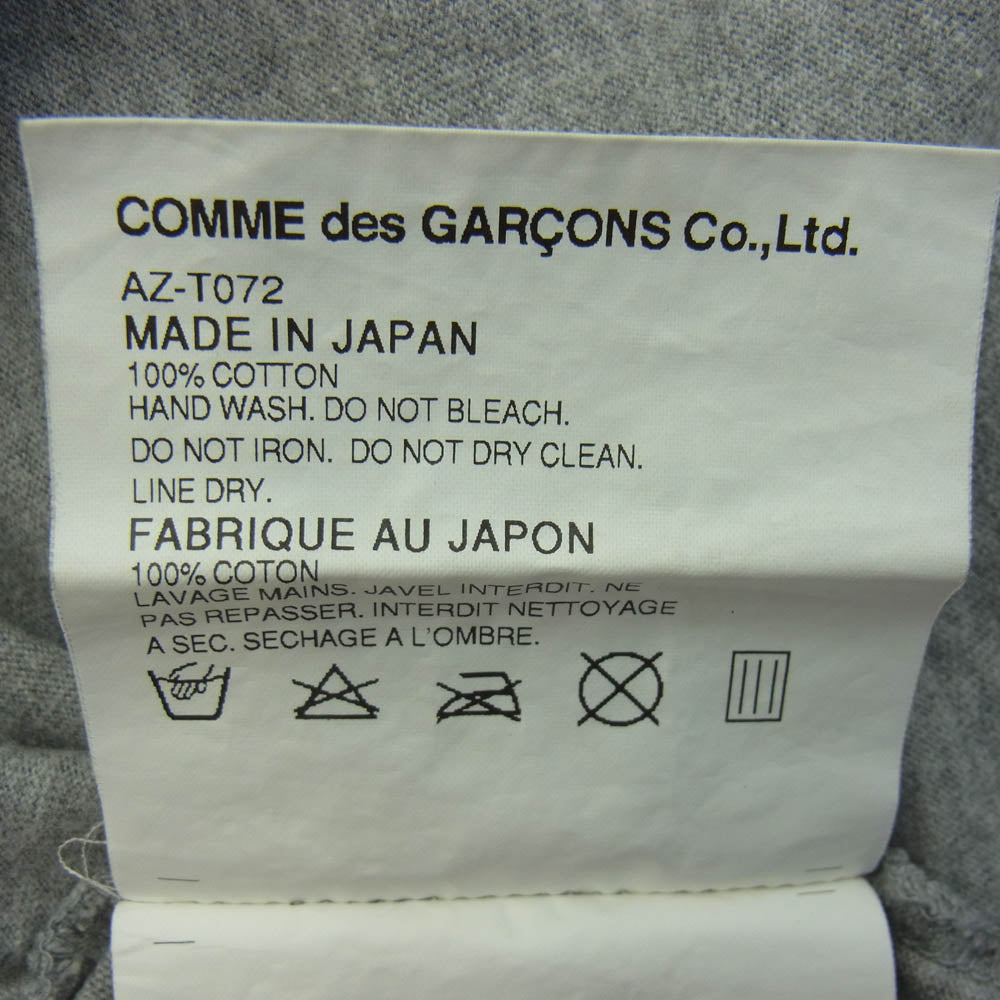 COMME des GARÇONS Co.,Ltd.
AZ-T072
MADE IN JAPAN
100% COTTON
HAND WASH. DO NOT BLEACH.
DO NOT IRON. DO NOT DRY CLEAN.
LINE DRY.
FABRIQUE AU JAPON
100% COTON
LAVAGE MAINS. JAVEL INTERDIT. NE
PAS REPASSER. INTERDIT NETTOYAGE
A SEC. SECHAGE A L'OMBRE.